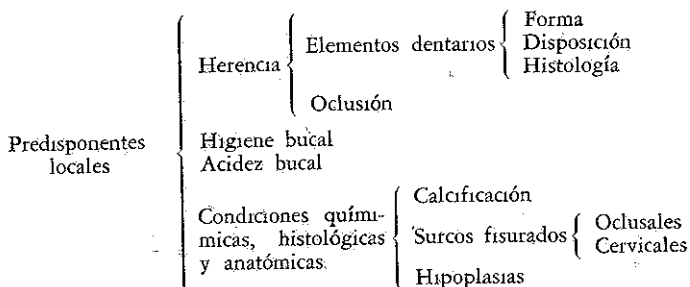 Predisponentes
locales
Herencia
Elementos dentarios
Forma
Disposición
Histología
Oclusión
Higiene bucal
Acidez bucal
Condiciones quími-
micas, histológicas
y anatómicas.
Calcificación
Surcos fisurados
Oclusales
Cervicales
Hipoplasias